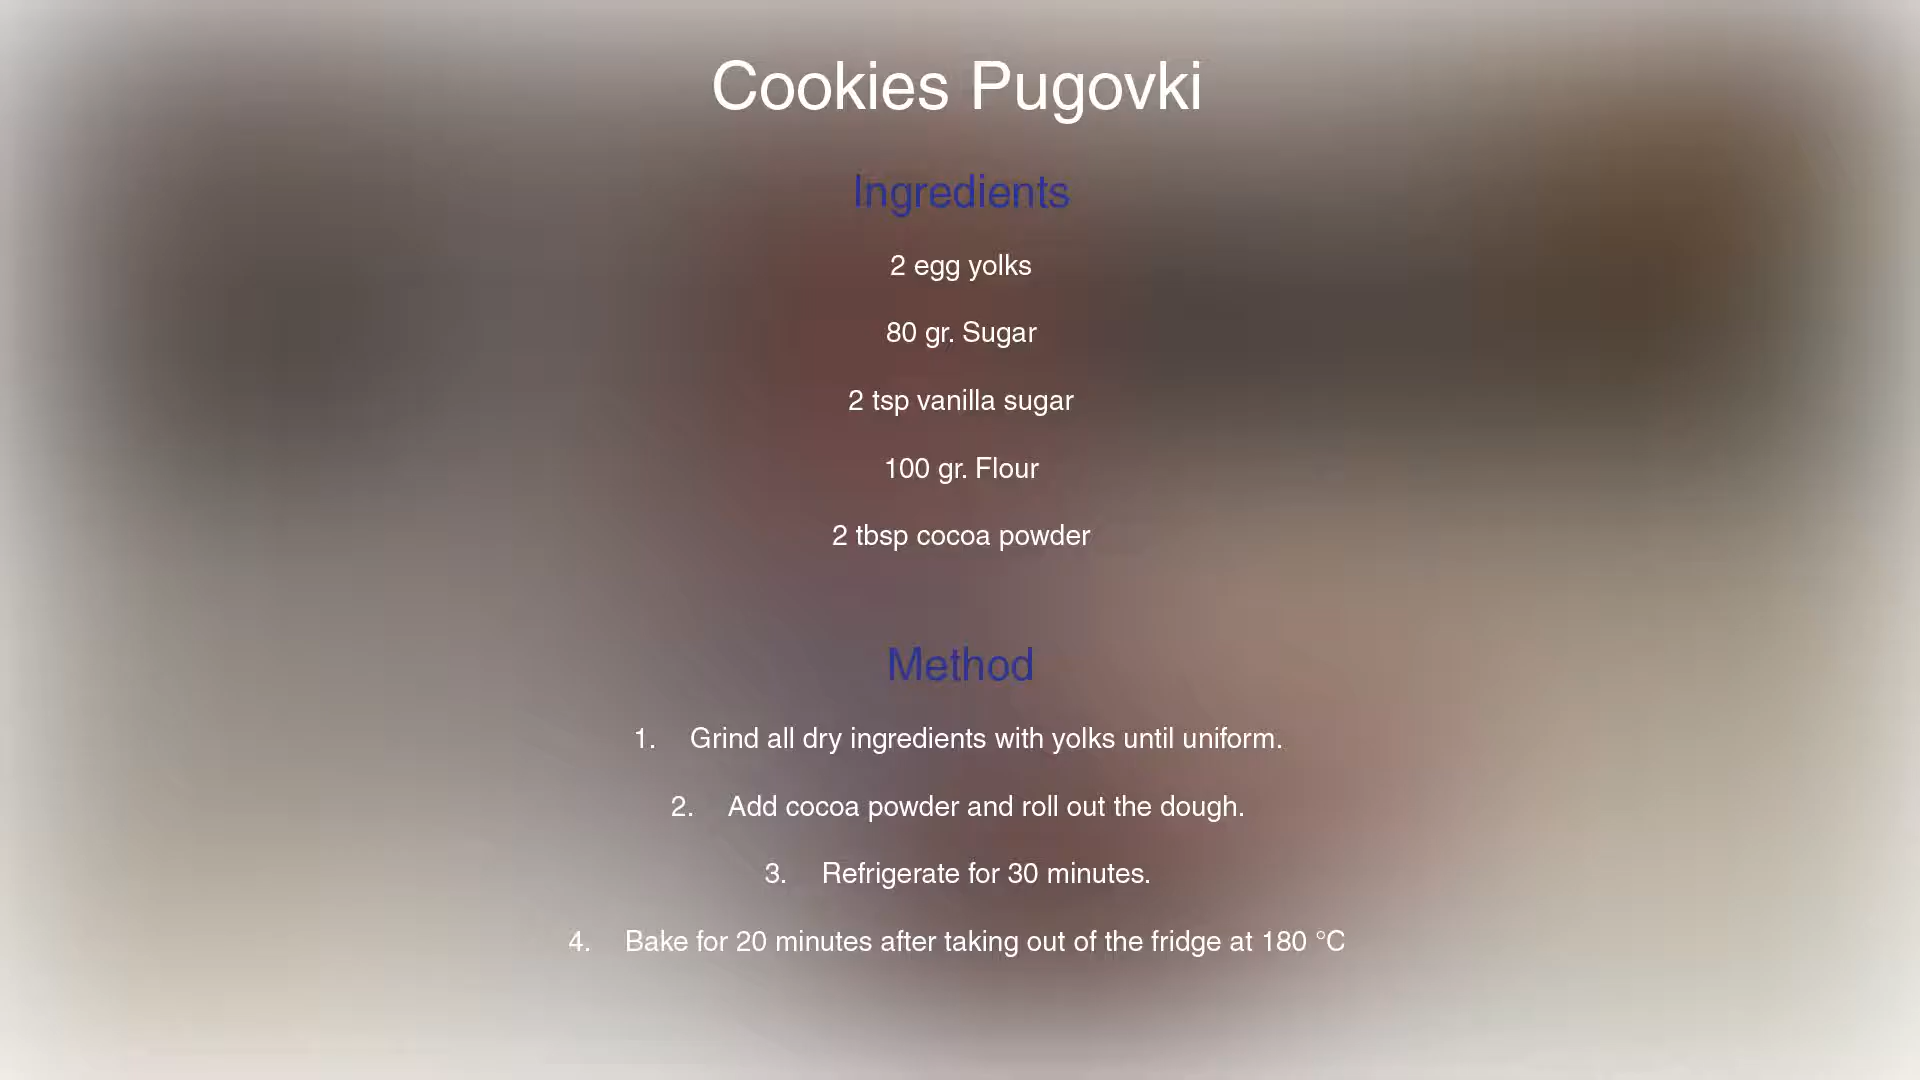 Cookies Pugovki
Ingredients
2 egg yolks
80 gr. Sugar
2 tsp vanilla sugar
100 gr. Flour
2 tbsp cocoa powder
Method
1. Grind all dry ingredients with yolks until uniform.
2. Add cocoa powder and roll out the dough.
3. Refrigerate for 30 minutes.
4. Bake for 20 minutes after taking out of the fridge at 180 °C